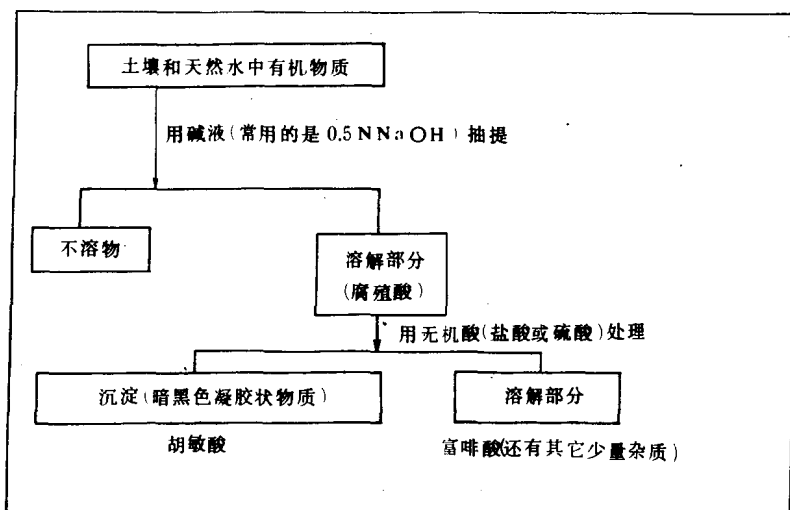 土壤和天然水中有机物质
用碱液(常用的是 0.5 NNaOH)抽提
不溶物
溶解部分
(腐殖酸)
用无机酸(盐酸或硫酸)处理
沉淀(暗黑色凝胶状物质)
溶解部分
胡敏酸
富啡酸(还有其它少量杂质)